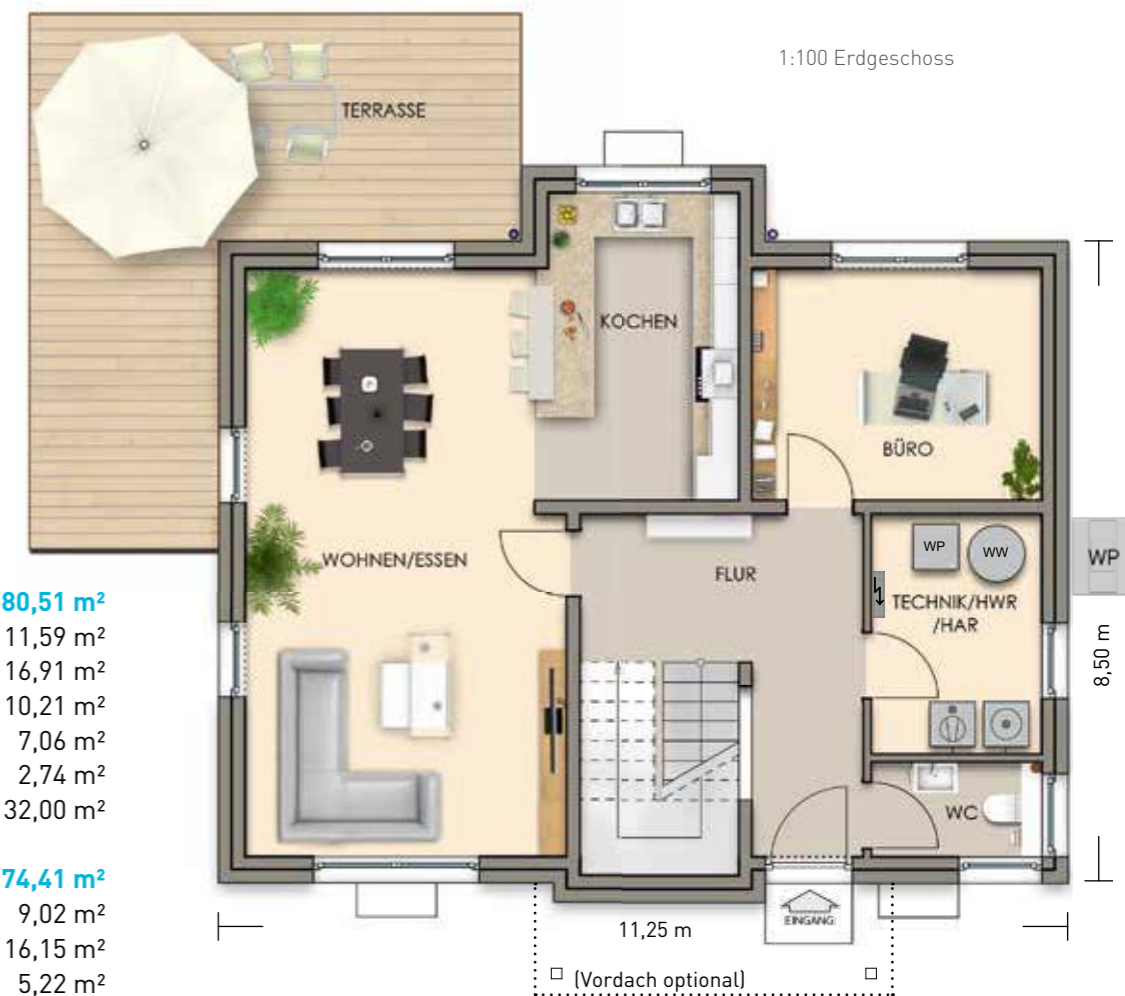 1:100 Erdgeschoss
TERRASSE
KOCHEN
BÜRO
WOHNEN/ESSEN
FLUR
WP
WW
WP
TECHNIK/HWR
/HAR
8,50 m
WC
EINGANG
11,25 m
(Vordach optional)
80,51 m²
11,59 m²
16,91 m²
10,21 m²
7,06 m²
2,74 m²
32,00 m²
74,41 m²
9,02 m²
16,15 m²
5,22 m²